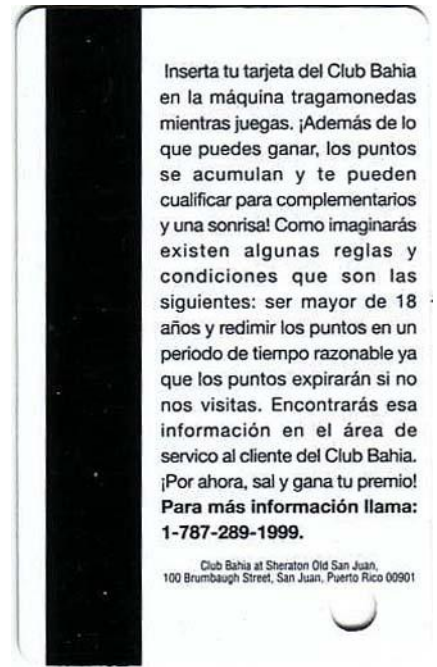 Inserta tu tarjeta del Club Bahia
en la máquina tragamonedas
mientras juegas. ¡Además de lo
que puedes ganar, los puntos
se acumulan y te pueden
cualificar para complementarios
y una sonrisa! Como imaginarás
existen algunas reglas y
condiciones que son las
siguientes: ser mayor de 18
años y redimir los puntos en un
periodo de tiempo razonable ya
que los puntos expirarán si no
nos visitas. Encontrarás esa
información en el área de
servico al cliente del Club Bahia.
¡Por ahora, sal y gana tu premio!
Para más información llama:
1-787-289-1999.
Club Bahia at Sheraton Old San Juan,
100 Brumbaugh Street, San Juan, Puerto Rico 00901